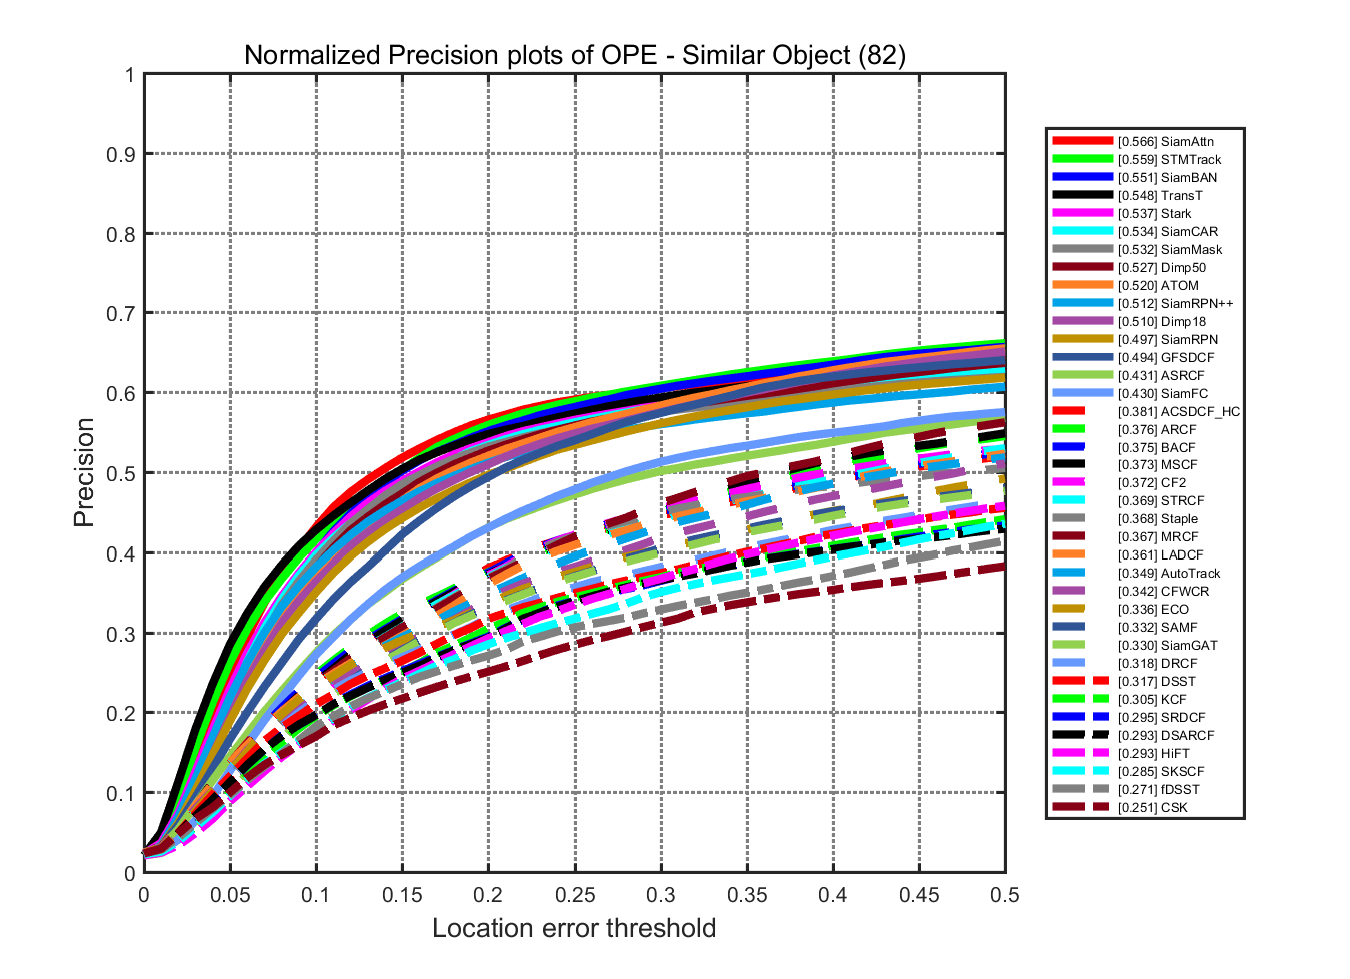 Normalized Precision plots of OPE - Similar Object (82)
1
0.9
0.8
0.7
0.6
0.5
0.4
0.3
0.2
0.1
0
Precision
0 0.05 0.1 0.15 0.2 0.25 0.3 0.35 0.4 0.45 0.5
Location error threshold
[0.566] SiamAttn
[0.559] STMTrack
[0.551] SiamBAN
[0.548] TransT
[0.537] Stark
[0.534] SiamCAR
[0.532] SiamMask
[0.527] Dimp50
[0.520] ATOM
[0.512] SiamRPN++
[0.510] Dimp18
[0.497] SiamRPN
[0.494] GFSDCF
[0.431] ASRCF
[0.430] SiamFC
[0.381] ACSDCF_HC
[0.376] ARCF
[0.375] BACF
[0.373] MSCF
[0.372] CF2
[0.369] STRCF
[0.368] Staple
[0.367] MRCF
[0.361] LADCF
[0.349] AutoTrack
[0.342] CFWCR
[0.336] ECO
[0.332] SAMF
[0.330] SiamGAT
[0.318] DRCF
[0.317] DSST
[0.305] KCF
[0.295] SRDCF
[0.293] DSARCF
[0.293] HiFT
[0.285] SKSCF
[0.271] fDSST
[0.251] CSK